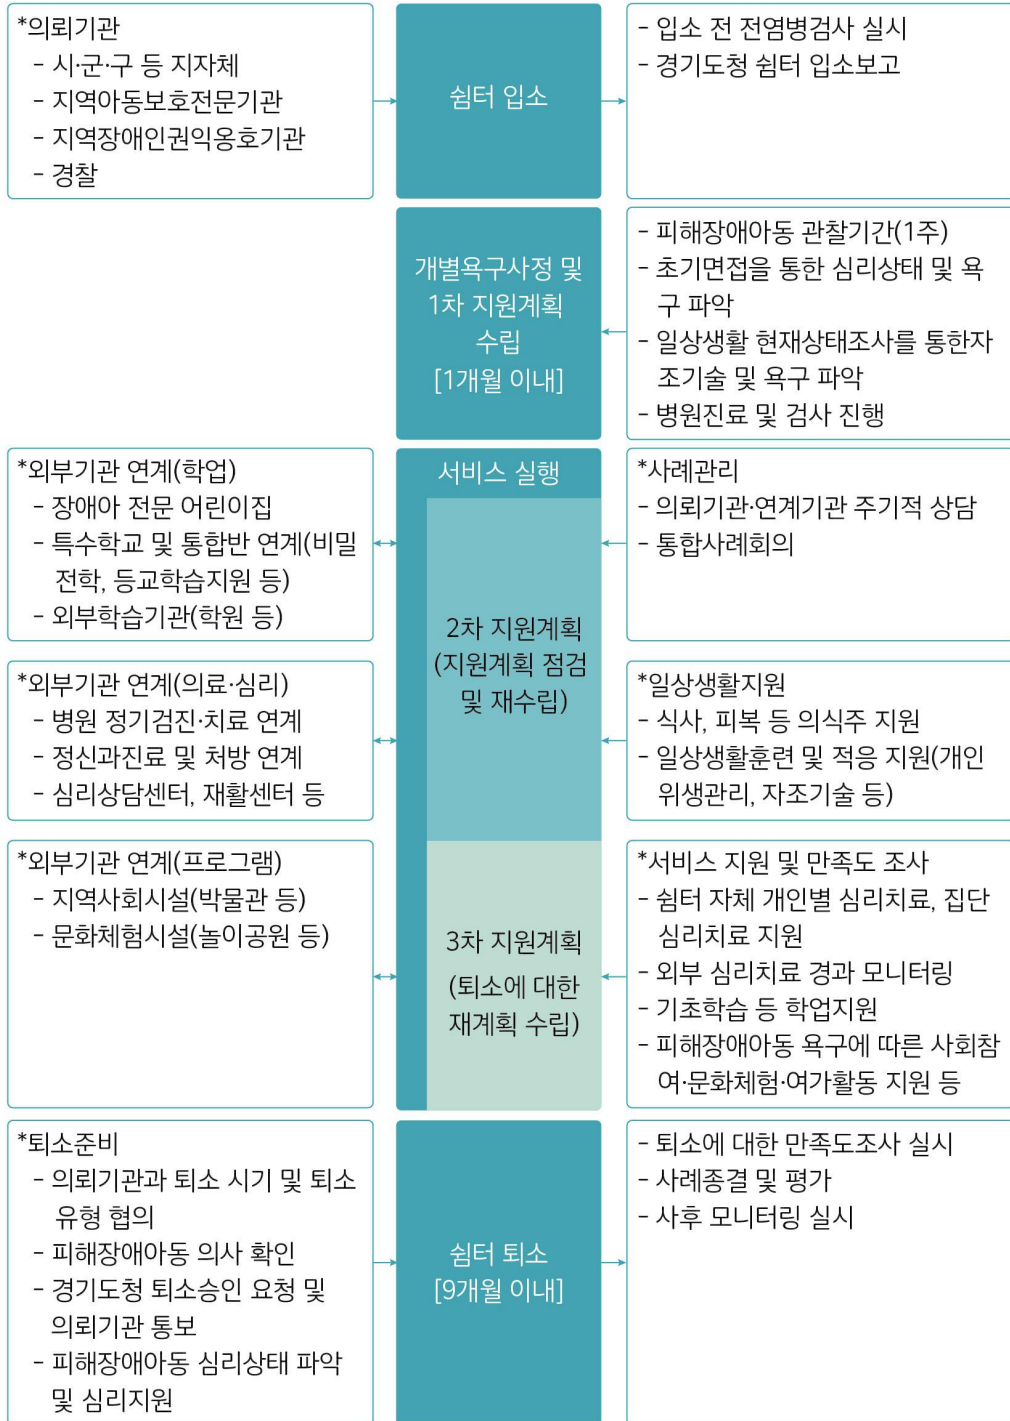 *의뢰기관
- 시·군·구 등 지자체
- 지역아동보호전문기관
- 지역장애인권익옹호기관
- 경찰
쉼터 입소
- 입소 전 전염병검사 실시
- 경기도청 쉼터 입소보고
개별욕구사정 및
1차 지원계획
수립
[1개월 이내]
- 피해장애아동 관찰기간(1주)
- 초기면접을 통한 심리상태 및 욕
구 파악
- 일상생활 현재상태조사를 통한자
조기술 및 욕구 파악
- 병원진료 및 검사 진행
*외부기관 연계(학업)
- 장애아 전문 어린이집
- 특수학교 및 통합반 연계(비밀
전학, 등교학습지원 등)
- 외부학습기관(학원 등)
서비스 실행
*사례관리
- 의뢰기관·연계기관 주기적 상담
- 통합사례회의
2차 지원계획
(지원계획 점검
및 재수립)
*외부기관 연계(의료·심리)
- 병원 정기검진·치료 연계
- 정신과진료 및 처방 연계
- 심리상담센터, 재활센터 등
*일상생활지원
- 식사, 피복 등 의식주 지원
- 일상생활훈련 및 적응 지원(개인
위생관리, 자조기술 등)
*외부기관 연계(프로그램)
- 지역사회시설(박물관 등)
- 문화체험시설(놀이공원 등)
3차 지원계획
(퇴소에 대한
재계획 수립)
*서비스 지원 및 만족도 조사
- 쉼터 자체 개인별 심리치료, 집단
심리치료 지원
- 외부 심리치료 경과 모니터링
- 기초학습 등 학업지원
- 피해장애아동 욕구에 따른 사회참
여·문화체험·여가활동 지원 등
*퇴소준비
- 의뢰기관과 퇴소 시기 및 퇴소
유형 협의
- 피해장애아동 의사 확인
- 경기도청 퇴소승인 요청 및
의뢰기관 통보
- 피해장애아동 심리상태 파악
및 심리지원
쉼터 퇴소
[9개월 이내]
- 퇴소에 대한 만족도조사 실시
- 사례종결 및 평가
- 사후 모니터링 실시